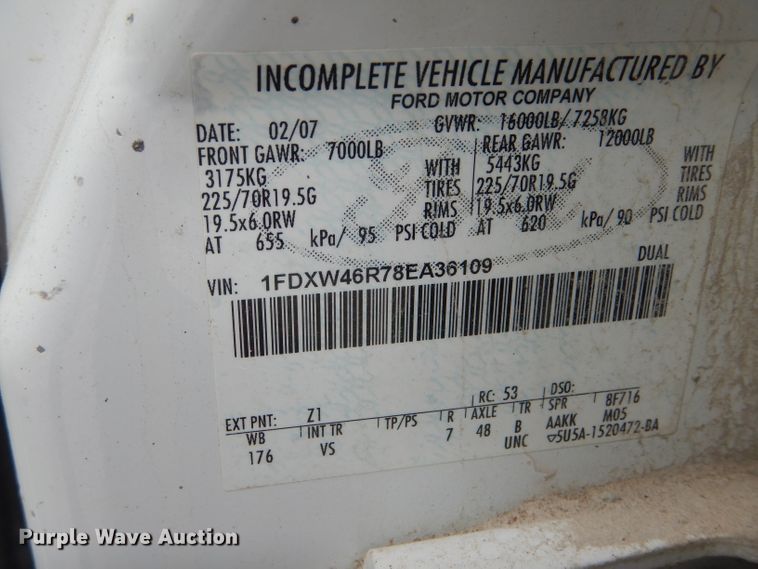 INCOMPLETE VEHICLE MANUFACTURED BY
FORD MOTOR COMPANY
DATE: 02/07 GVWR: 16000LB/ 7258KG
FRONT GAWR: 7000LB REAR GAWR: 12000LB
3175KG WITH 5443KG WITH
225/70R19.5G TIRES 225/70R19.5G TIRES
19.5x6.0RW RIMS 19.5x6.0RW RIMS
AT 655 kPa/ 95 PSI COLD AT 620 kPa/ 90 PSI COLD
VIN: 1FDXW46R78EA36109 DUAL
EXT PNT: Z1 RC: 53 DSO:
WB INT TR TP/PS R AXLE TR SPR 8F716
176 VS 7 48 B AAKK M05
UNC ▽5U5A-1520472-BA
Purple Wave Auction